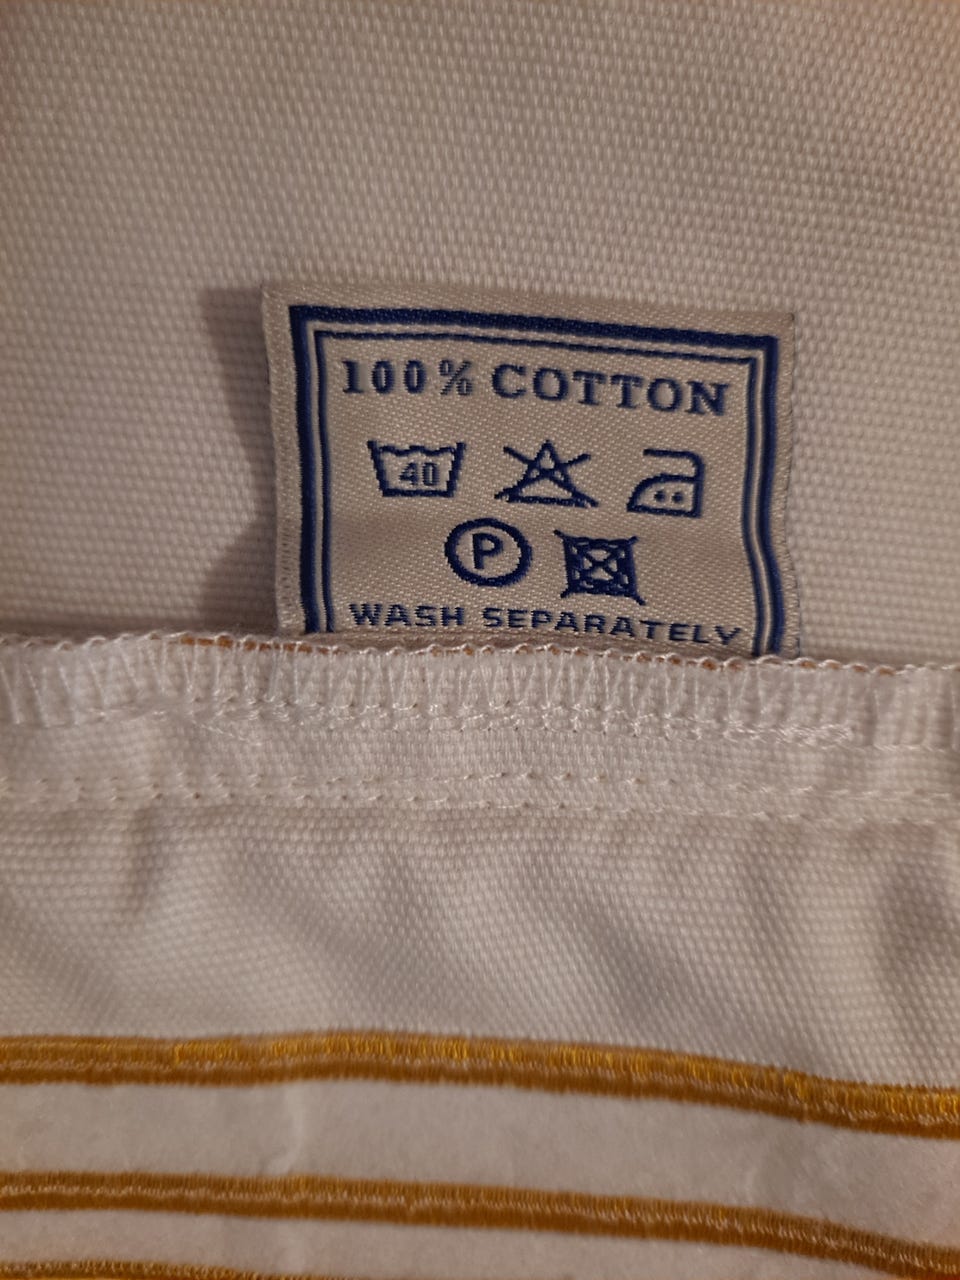 100% COTTON
40
P
WASH SEPARATELY